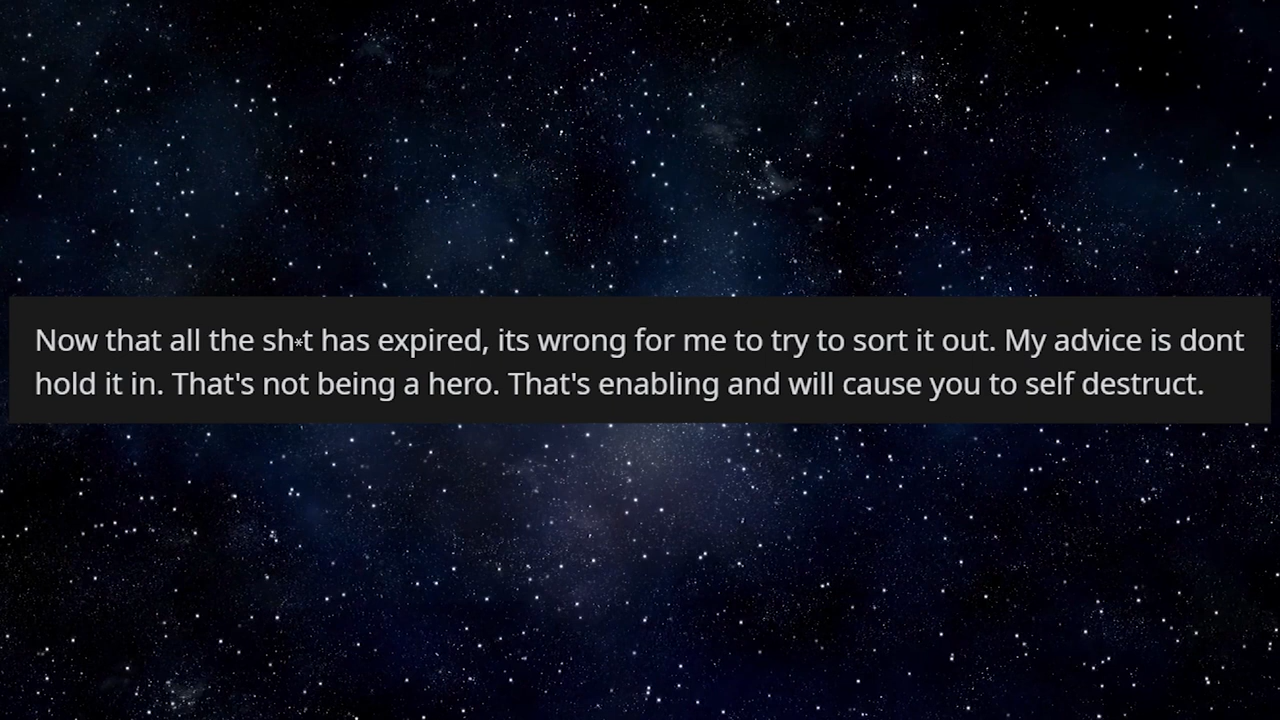 Now that all the sh*t has expired, its wrong for me to try to sort it out. My advice is dont
hold it in. That's not being a hero. That's enabling and will cause you to self destruct.